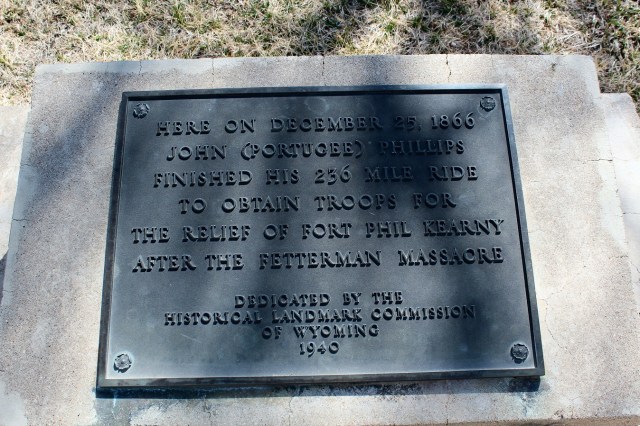 HERE ON DECEMBER 25, 1866
JOHN (PORTUGEE) PHILLIPS
FINISHED HIS 236 MILE RIDE
TO OBTAIN TROOPS FOR
THE RELIEF OF FORT PHIL KEARNY
AFTER THE FETTERMAN MASSACRE
DEDICATED BY THE
HISTORICAL LANDMARK COMMISSION
OF WYOMING
1940